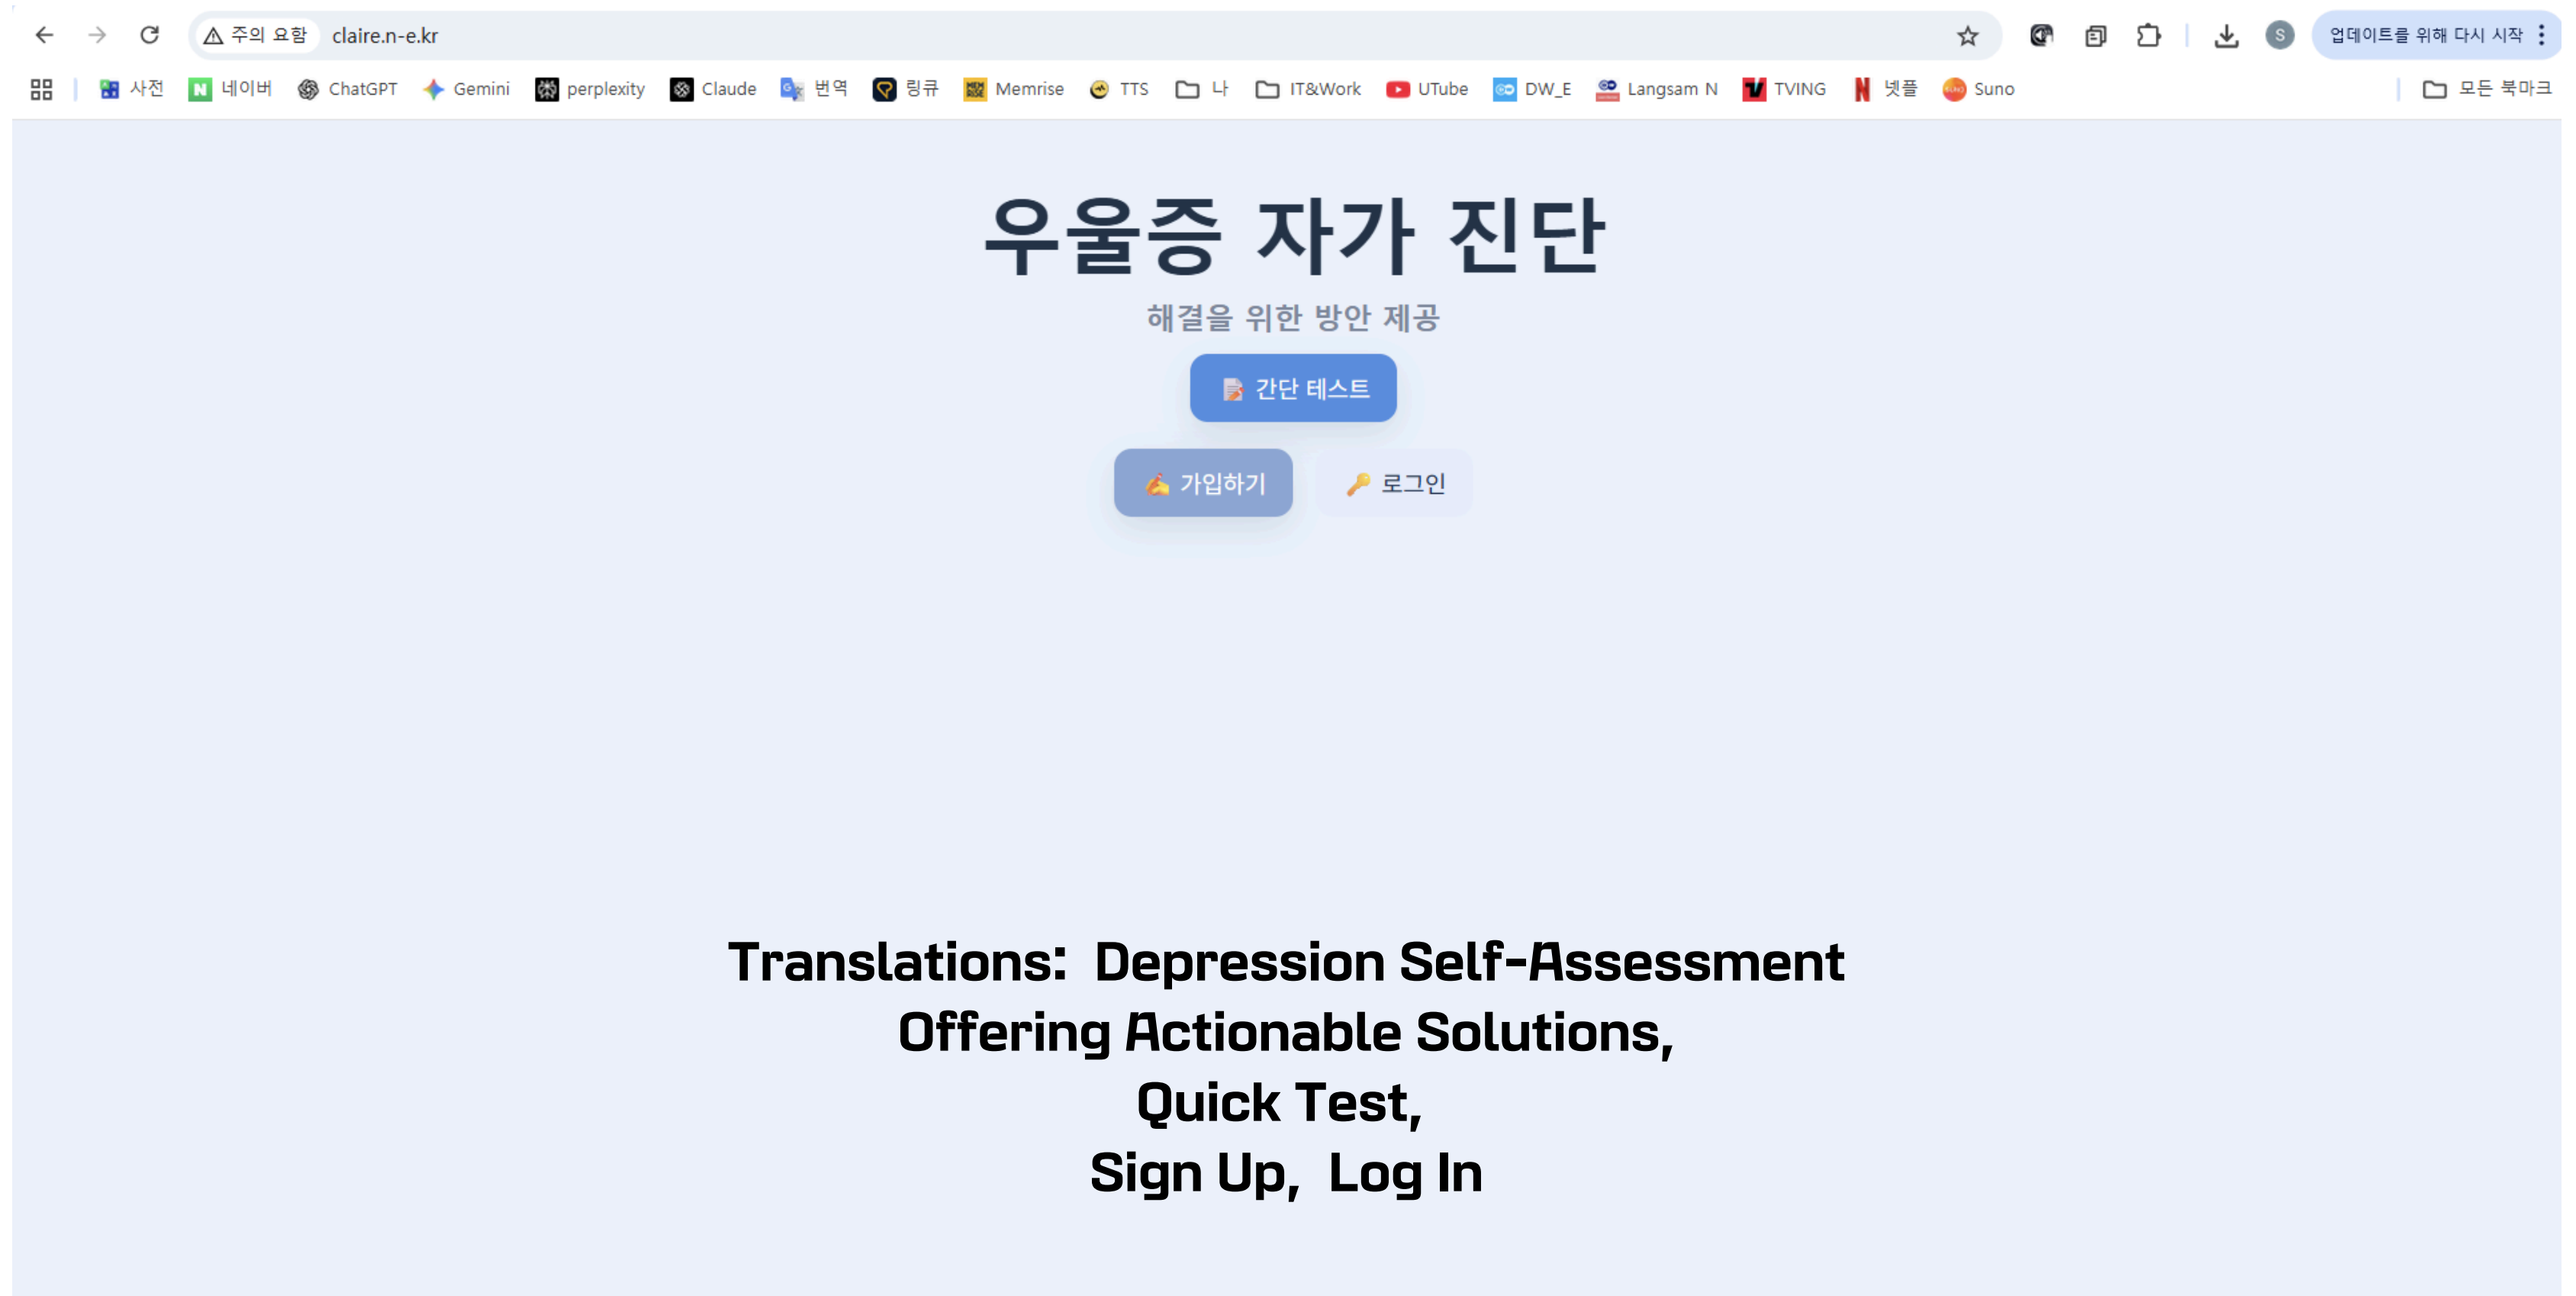 주의 요함 claire.n-e.kr S 업데이트를 위해 다시 시작
사전 네이버 ChatGPT Gemini perplexity Claude 번역 링큐 Memrise TTS 나 IT&Work UTube DW_E Langsam N TVING 넷플 Suno 모든 북마크
우울증 자가 진단
해결을 위한 방안 제공
간단 테스트
가입하기 로그인
Translations: Depression Self-Assessment
Offering Actionable Solutions,
Quick Test,
Sign Up, Log In